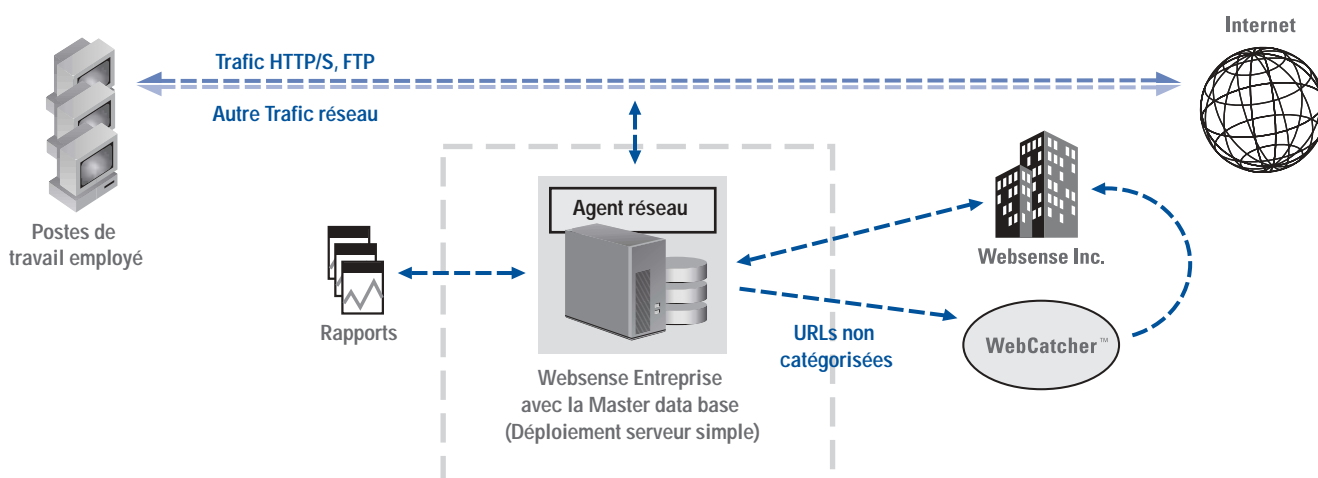 Internet
Trafic HTTP/S, FTP
Autre Trafic réseau
Agent réseau
Postes de
travail employé
Websense Inc.
Rapports
URLs non
catégorisées
WebCatcher™
Websense Entreprise
avec la Master data base
(Déploiement serveur simple)